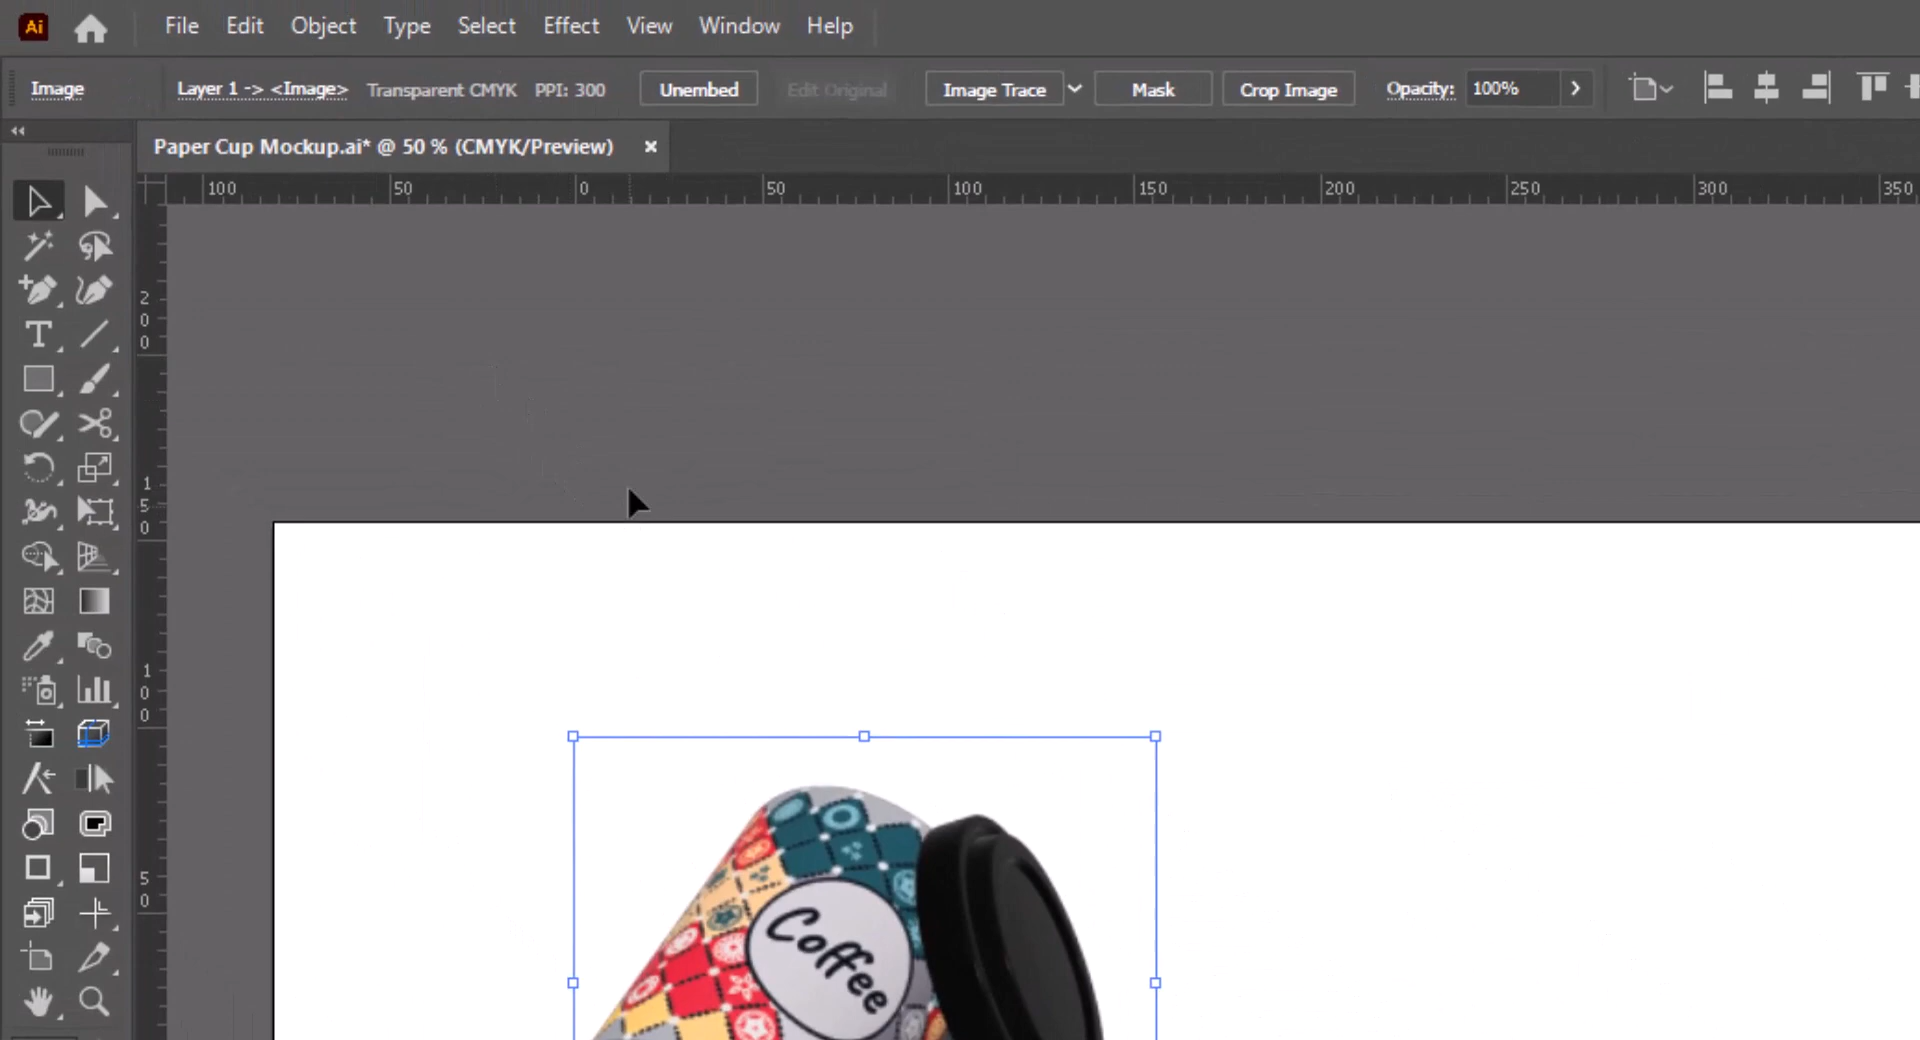 Ai File Edit Object Type Select Effect View Window Help
Image Layer 1 -> <Image> Transparent CMYK PPI: 300 Unembed Edit Original Image Trace Mask Crop Image Opacity: 100%
Paper Cup Mockup.ai* @ 50 % (CMYK/Preview)
100 50 0 50 100 150 200 250 300 350
200
150
100
50
Coffee